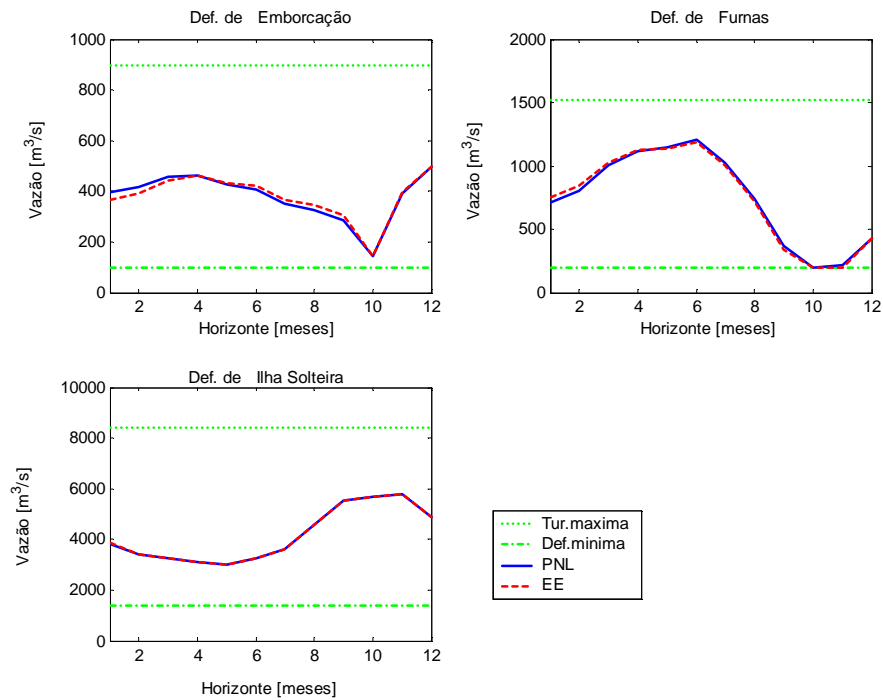 Def. de Emborcação
1000
800
600
400
200
0
Vazão [m³/s]
2 4 6 8 10 12
Horizonte [meses]
Def. de Furnas
2000
1500
1000
500
0
Vazão [m³/s]
2 4 6 8 10 12
Horizonte [meses]
Def. de Ilha Solteira
10000
8000
6000
4000
2000
0
Vazão [m³/s]
2 4 6 8 10 12
Horizonte [meses]
Tur.maxima
Def.minima
PNL
EE